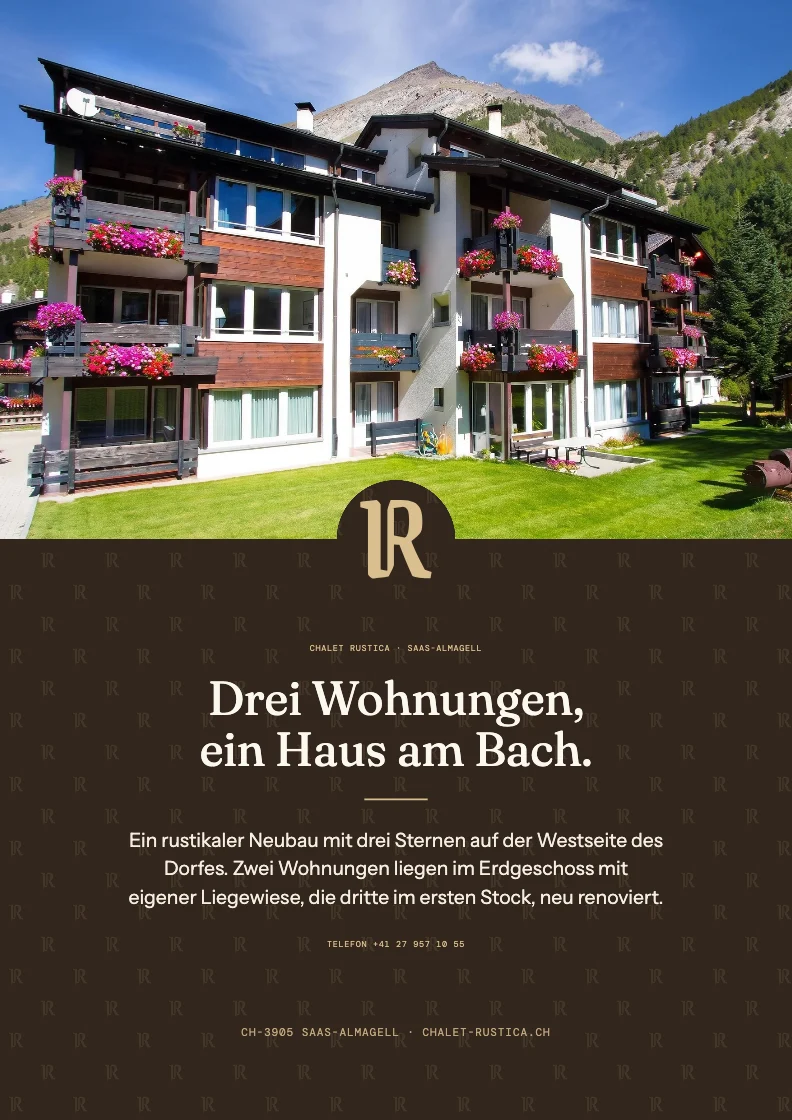 R
CHALET RUSTICA · SAAS-ALMAGELL
Drei Wohnungen,
ein Haus am Bach.
Ein rustikaler Neubau mit drei Sternen auf der Westseite des
Dorfes. Zwei Wohnungen liegen im Erdgeschoss mit
eigener Liegewiese, die dritte im ersten Stock, neu renoviert.
TELEFON +41 27 957 10 55
CH-3905 SAAS-ALMAGELL · CHALET-RUSTICA.CH